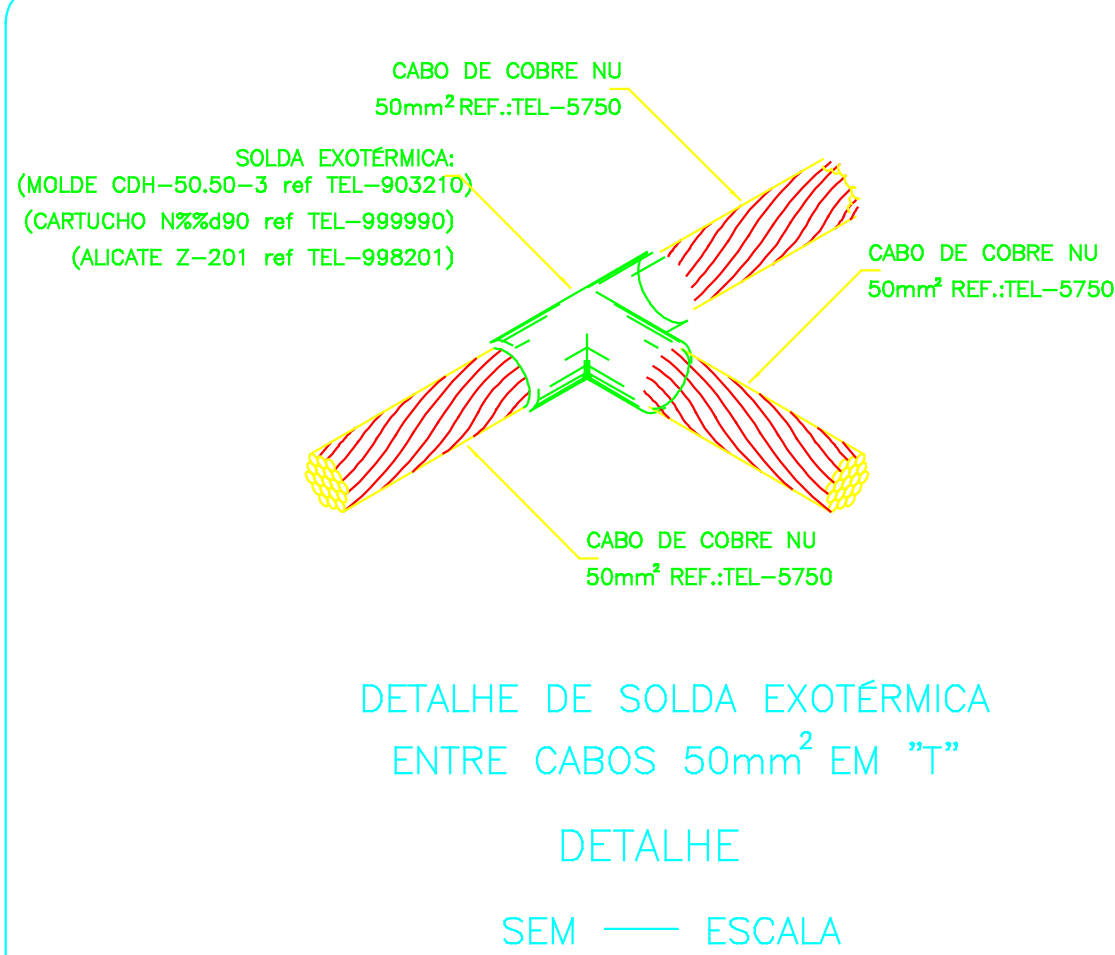 CABO DE COBRE NU
50mm² REF.:TEL-5750
SOLDA EXOTÉRMICA:
(MOLDE CDH-50.50-3 ref TEL-903210)
(CARTUCHO N%%d90 ref TEL-999990)
(ALICATE Z-201 ref TEL-998201)
CABO DE COBRE NU
50mm² REF.:TEL-5750
CABO DE COBRE NU
50mm² REF.:TEL-5750
DETALHE DE SOLDA EXOTÉRMICA
ENTRE CABOS 50mm² EM ”T”
DETALHE
SEM — ESCALA